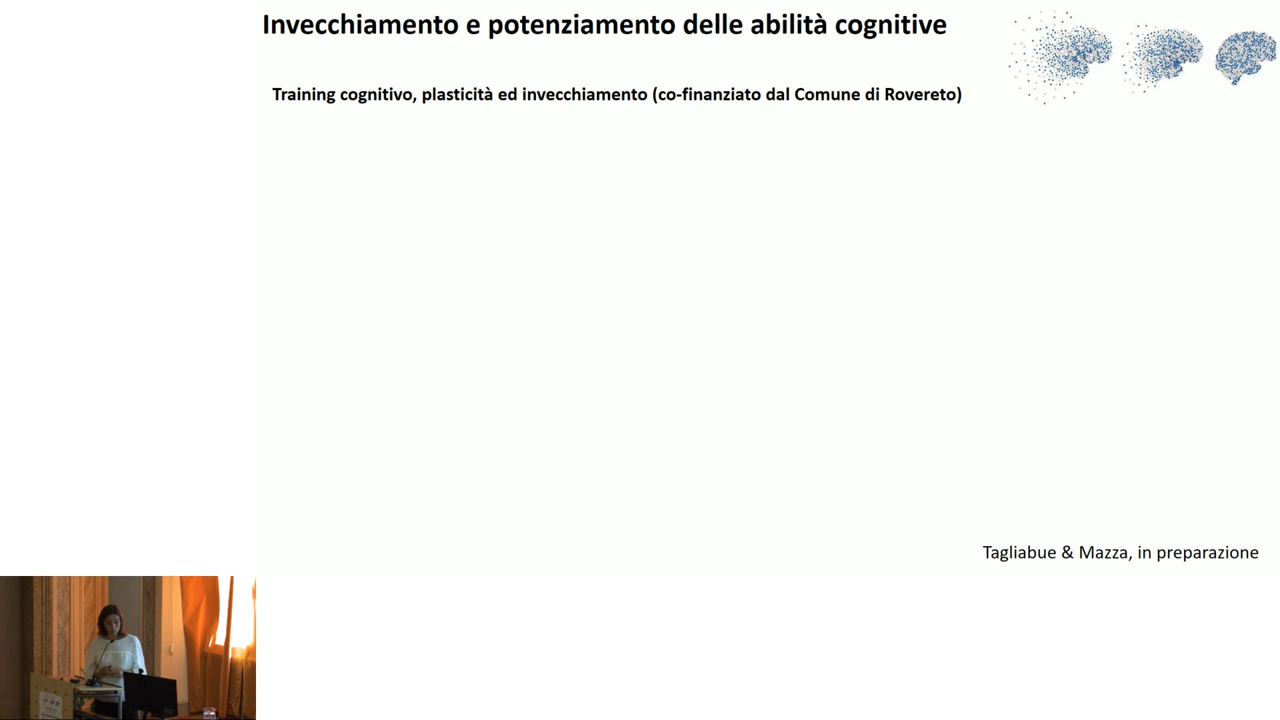 Invecchiamento e potenziamento delle abilità cognitive
Training cognitivo, plasticità ed invecchiamento (co-finanziato dal Comune di Rovereto)
Tagliabue & Mazza, in preparazione